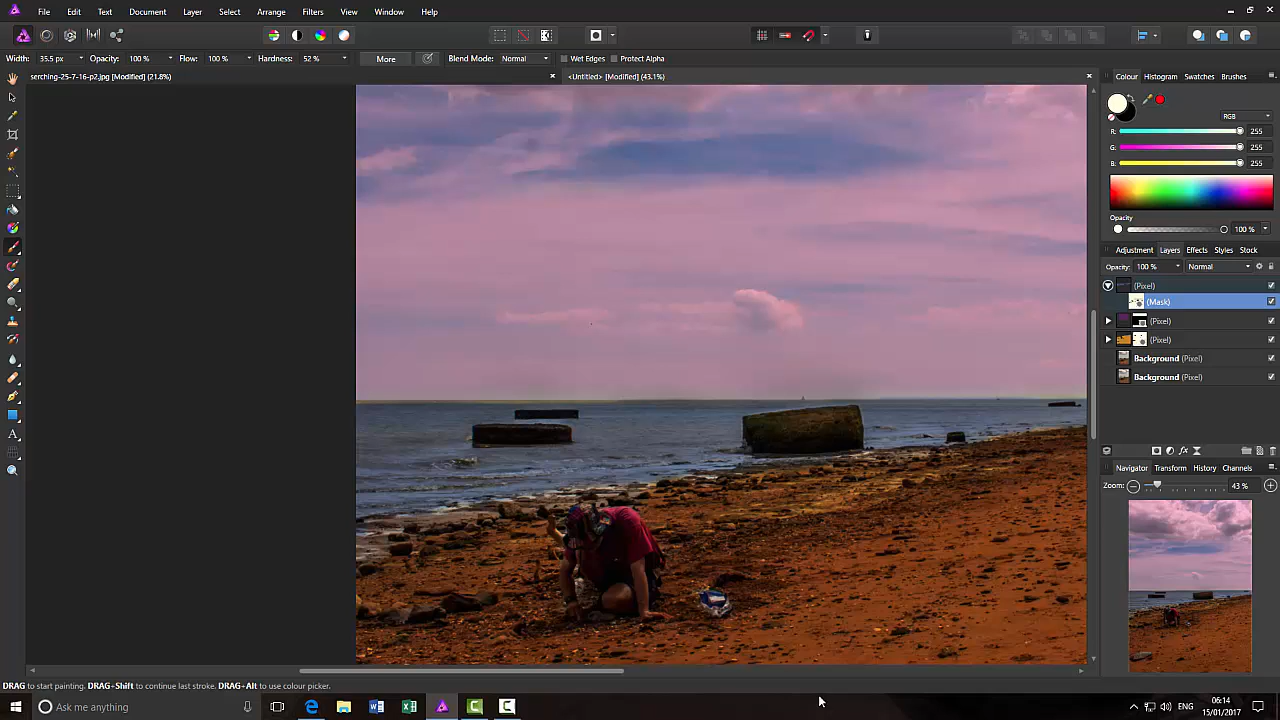 File Edit Text Document Layer Select Arrange Filters View Window Help
Width: 33.5 px Opacity: 100 % Flow: 100 % Hardness: 52 % More Blend Mode: Normal Wet Edges Protect Alpha
serching-25-7-16-p2.jpg [Modified] (21.8%)
<Untitled> [Modified] (43.1%)
Colour Histogram Swatches Brushes
RGB
R: 255
G: 255
B: 255
Opacity
100 %
Adjustment Layers Effects Styles Stock
Opacity: 100 % Normal
(Pixel)
(Mask)
(Pixel)
(Pixel)
Background (Pixel)
Background (Pixel)
Navigator Transform History Channels
Zoom: 43 %
DRAG to start painting. DRAG+Shift to continue last stroke. DRAG+Alt to use colour picker.
Ask me anything
ENG
06:14
15/01/2017